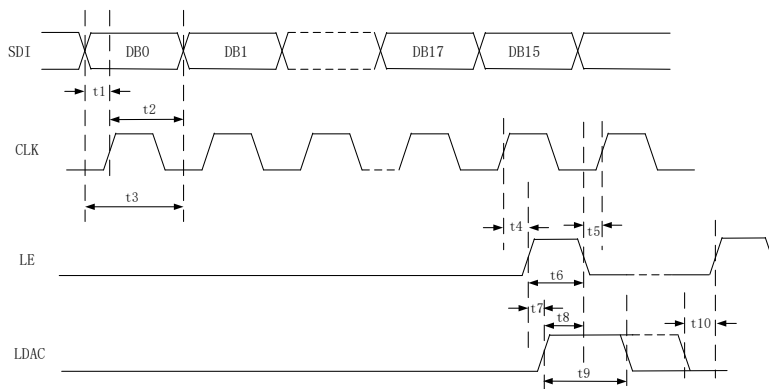 SDI DB0 DB1 DB17 DB15
t1
t2
CLK
t3
t4 t5
LE
t6
t7
t8
t10
LDAC
t9